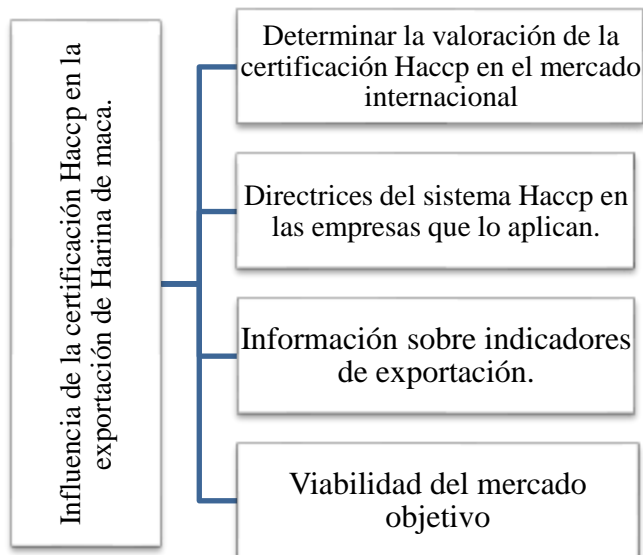 Influencia de la certificación Haccp en la
exportación de Harina de maca.
Determinar la valoración de la
certificación Haccp en el mercado
internacional
Directrices del sistema Haccp en
las empresas que lo aplican.
Información sobre indicadores
de exportación.
Viabilidad del mercado
objetivo